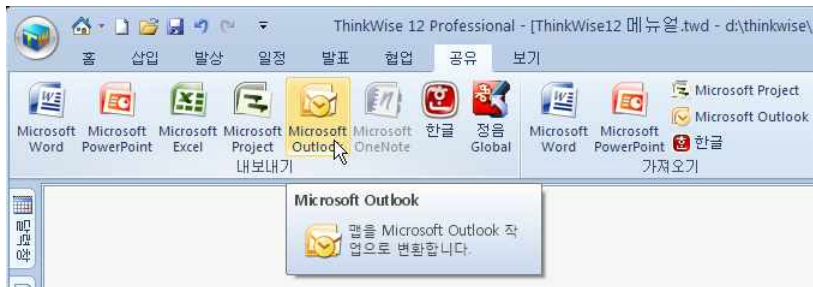 ThinkWise 12 Professional - [ThinkWise12 메뉴얼.twd - d:\thinkwise\
홈 삽입 발상 일정 발표 협업 공유 보기
Microsoft Word
Microsoft PowerPoint
Microsoft Excel
Microsoft Project
Microsoft Outlook
Microsoft OneNote
한글
정음 Global
내보내기
Microsoft Word
Microsoft PowerPoint
Microsoft Project
Microsoft Outlook
한글
가져오기
Microsoft Outlook
맵을 Microsoft Outlook 작
업으로 변환합니다.